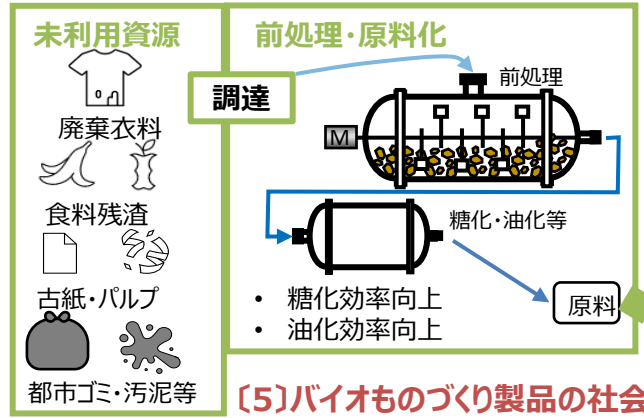 未利用資源
廃棄衣料
食料残渣
古紙・パルプ
都市ゴミ・汚泥等
調達
前処理・原料化
前処理
M
糖化・油化等
• 糖化効率向上
• 油化効率向上
原料
〔5〕バイオものづくり製品の社会